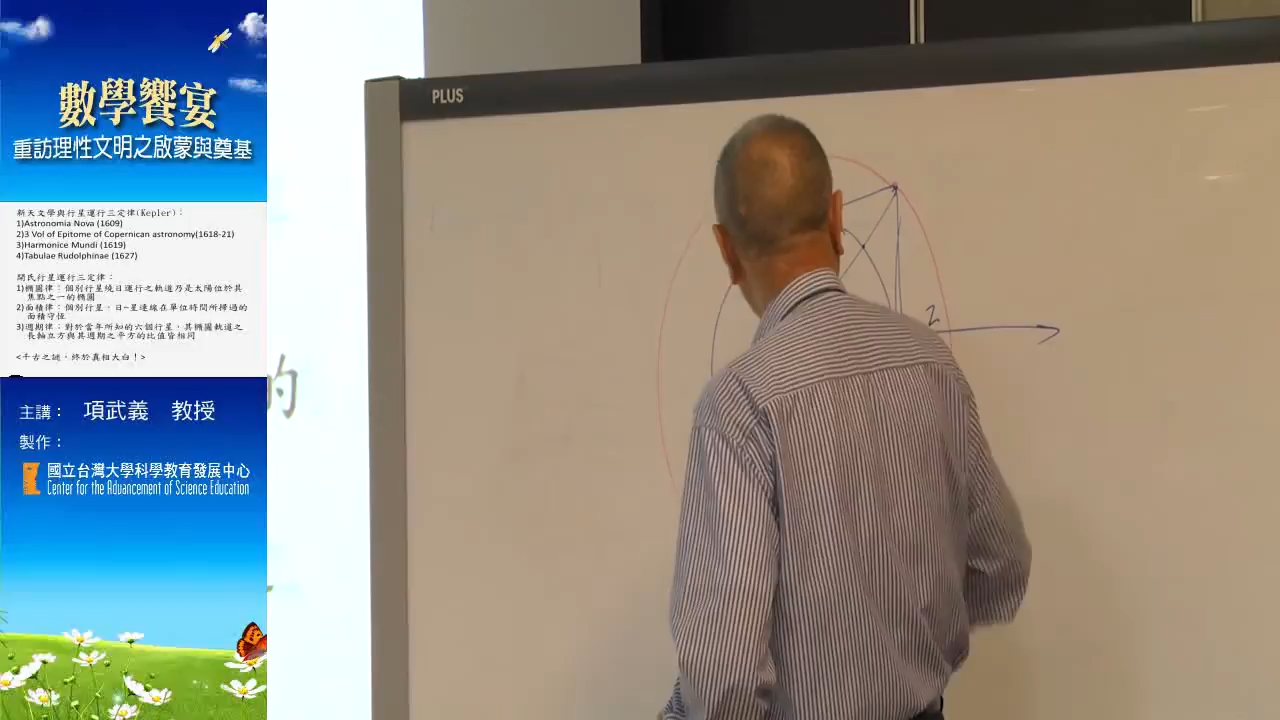 數學饗宴
重訪理性文明之啟蒙與奠基
新天文學與行星運行三定律(Kepler)：
1)Astronomia Nova (1609)
2)3 Vol of Epitome of Copernican astronomy(1618-21)
3)Harmonice Mundi (1619)
4)Tabulae Rudolphinae (1627)
開氏行星運行三定律：
1)橢圓律：個別行星繞日運行之軌道乃是太陽位於其
焦點之一的橢圓
2)面積律：個別行星，日-星連線在單位時間所掃過的
面積守恆
3)週期律：對於當年所知的六個行星，其橢圓軌道之
長軸立方與其週期之平方的比值皆相同
<千古之謎，終於真相大白！>
主講： 項武義 教授
製作：
國立台灣大學科學教育發展中心
Center for the Advancement of Science Education
的
PLUS